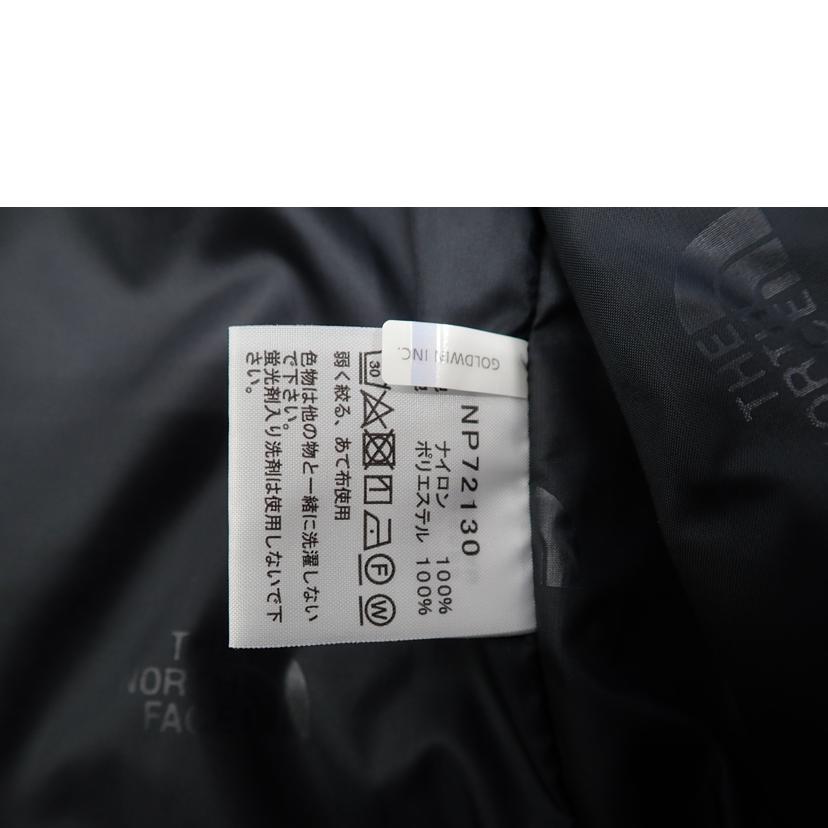 GOLDWIN INC.
NP72130
ナイロン 100%
ポリエステル 100%
30
F
W
弱く絞る、あて布使用
色物は他の物と一緒に洗濯しない
で下さい。
蛍光剤入り洗剤は使用しないで下
さい。
THE
NORTH
FACE
NOR
FACE